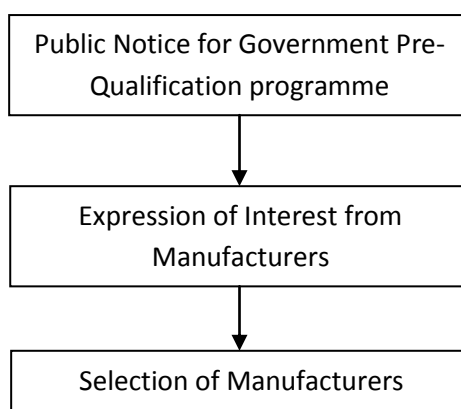 Public Notice for Government Pre-
Qualification programme
Expression of Interest from
Manufacturers
Selection of Manufacturers